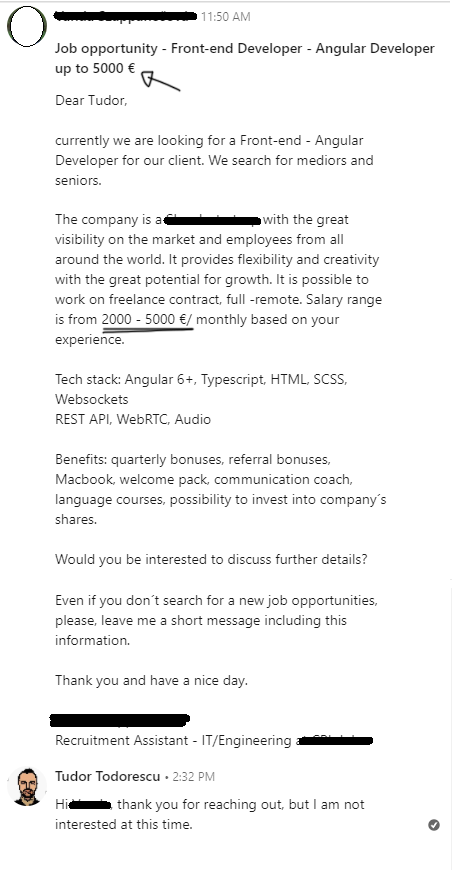 11:50 AM
Job opportunity - Front-end Developer - Angular Developer
up to 5000 €
Dear Tudor,
currently we are looking for a Front-end - Angular
Developer for our client. We search for mediors and
seniors.
The company is a with the great
visibility on the market and employees from all
around the world. It provides flexibility and creativity
with the great potential for growth. It is possible to
work on freelance contract, full -remote. Salary range
is from 2000 - 5000 €/ monthly based on your
experience.
Tech stack: Angular 6+, Typescript, HTML, SCSS,
Websockets
REST API, WebRTC, Audio
Benefits: quarterly bonuses, referral bonuses,
Macbook, welcome pack, communication coach,
language courses, possibility to invest into company´s
shares.
Would you be interested to discuss further details?
Even if you don´t search for a new job opportunities,
please, leave me a short message including this
information.
Thank you and have a nice day.
Recruitment Assistant - IT/Engineering
Tudor Todorescu • 2:32 PM
Hi , thank you for reaching out, but I am not
interested at this time.